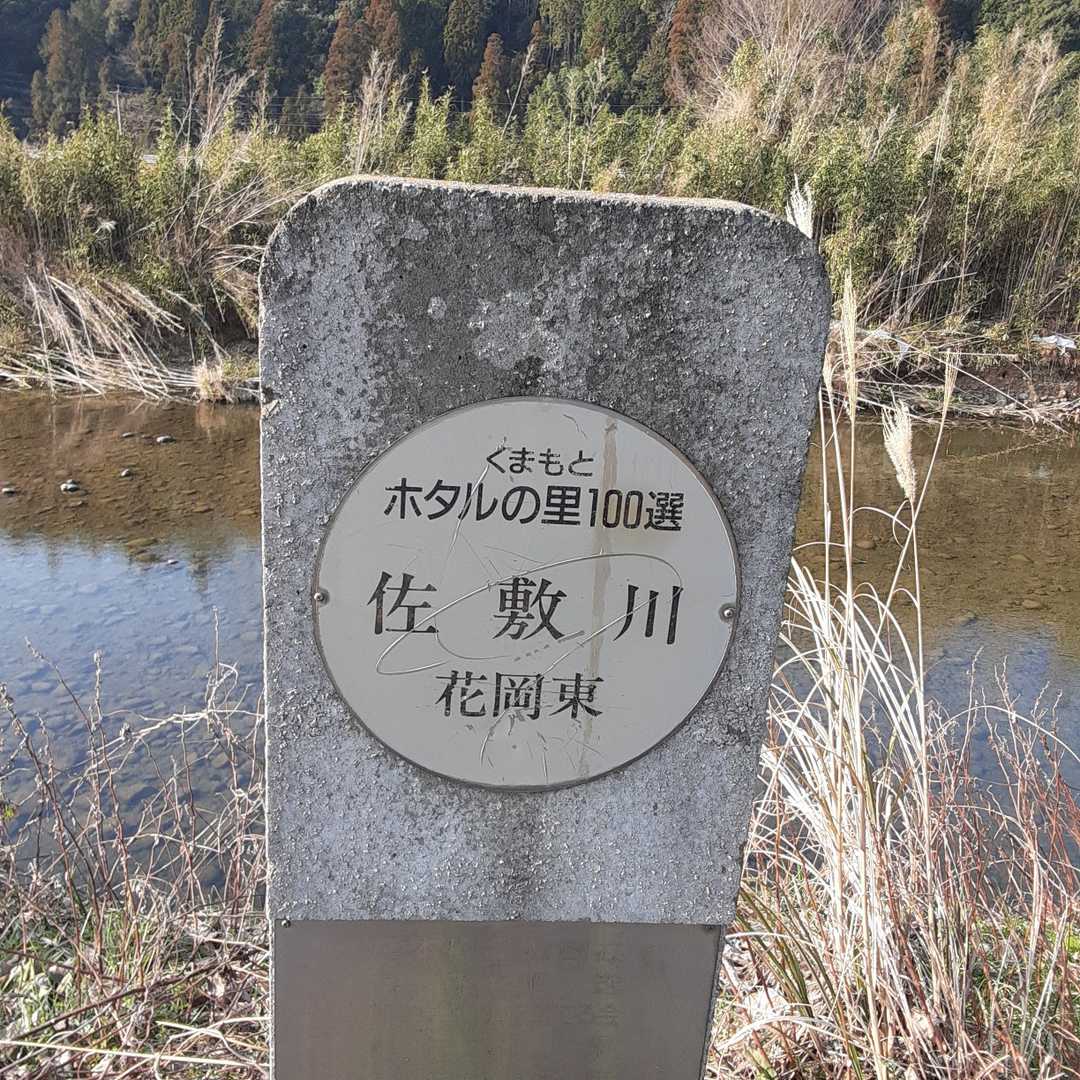 くまもと
ホタルの里100選
佐敷川
花岡東